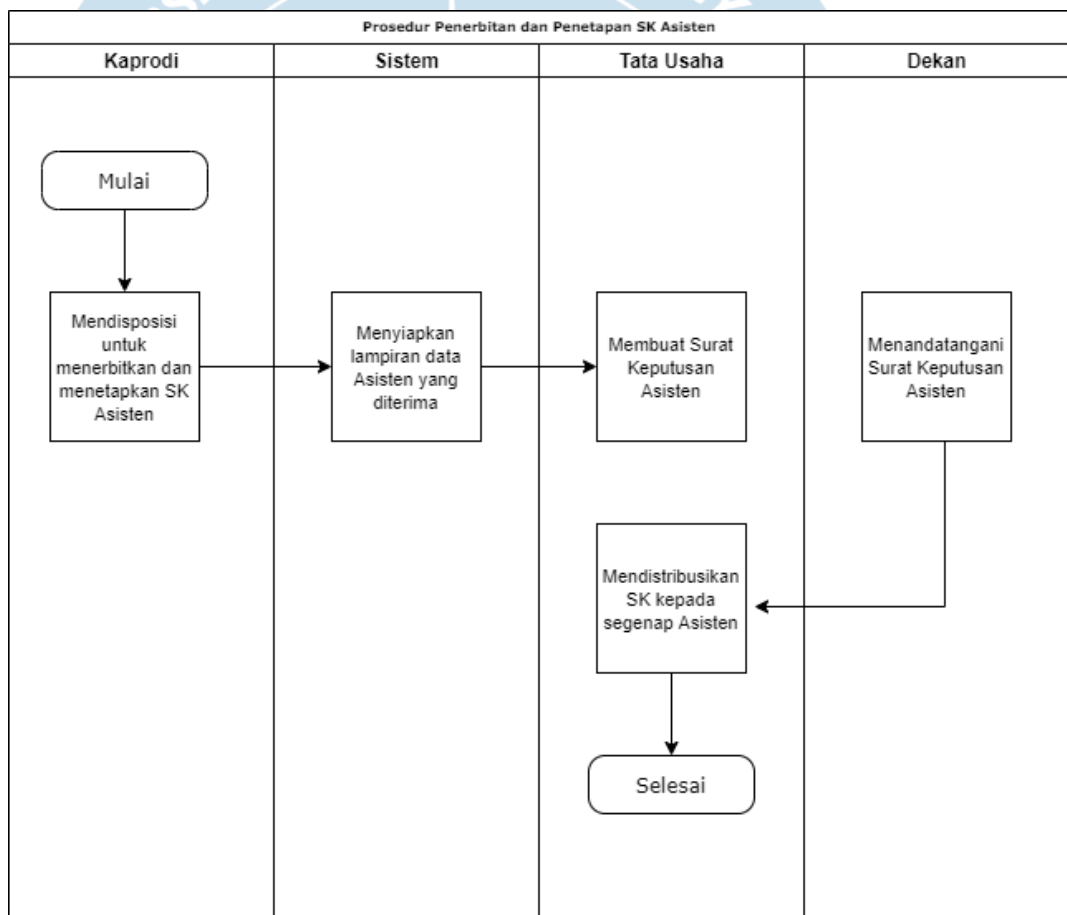 Prosedur Penerbitan dan Penetapan SK Asisten
Kaprodi
Sistem
Tata Usaha
Dekan
Mulai
Mendisposisi
untuk
menerbitkan dan
menetapkan SK
Asisten
Menyiapkan
lampiran data
Asisten yang
diterima
Membuat Surat
Keputusan
Asisten
Menandatangani
Surat Keputusan
Asisten
Mendistribusikan
SK kepada
segenap Asisten
Selesai